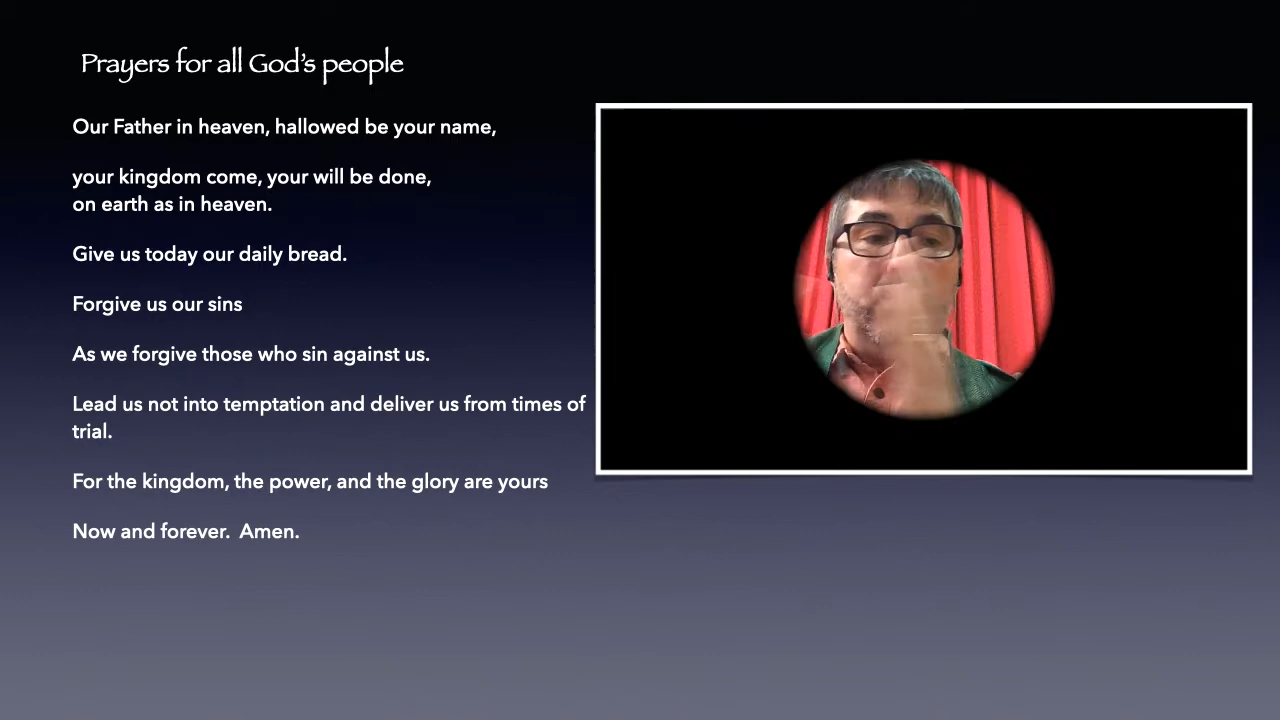 Prayers for all God's people
Our Father in heaven, hallowed be your name,
your kingdom come, your will be done,
on earth as in heaven.
Give us today our daily bread.
Forgive us our sins
As we forgive those who sin against us.
Lead us not into temptation and deliver us from times of
trial.
For the kingdom, the power, and the glory are yours
Now and forever.  Amen.